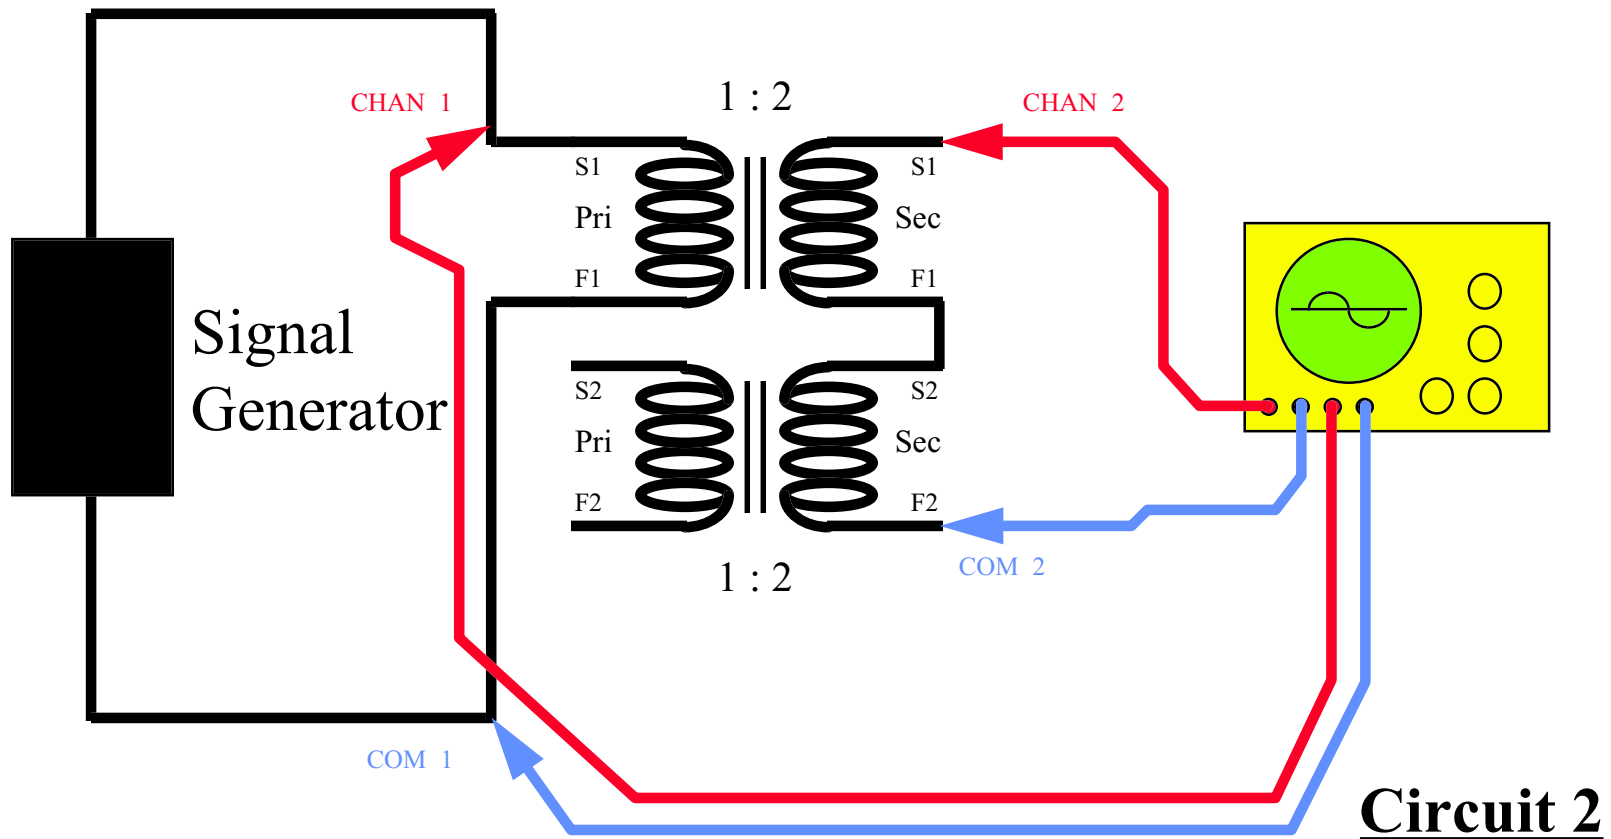 1 : 2
CHAN 1
CHAN 2
S1
S1
Pri
Sec
F1
F1
Signal
Generator
S2
S2
Pri
Sec
F2
F2
COM 2
1 : 2
COM 1
Circuit 2